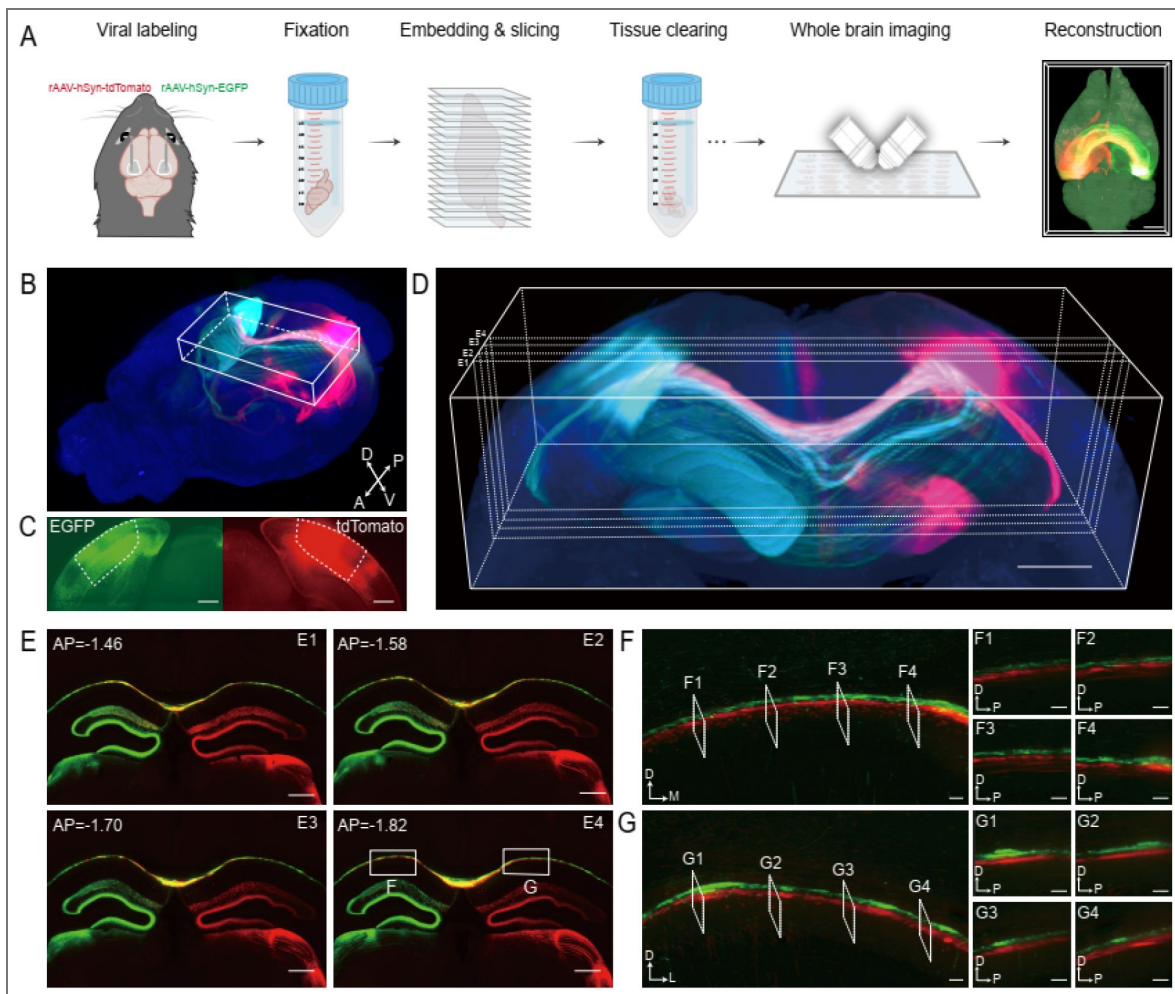 A
Viral labeling
Fixation
Embedding & slicing
Tissue clearing
Whole brain imaging
Reconstruction
rAAV-hSyn-tdTomato rAAV-hSyn-EGFP
...
B
D
P
A
V
C
EGFP
tdTomato
D
E4
E3
E2
E1
E
AP=-1.46
E1
AP=-1.58
E2
AP=-1.70
E3
AP=-1.82
E4
F
G
F
F1
F2
F3
F4
D
M
F1
D
P
F2
D
P
F3
D
P
F4
D
P
G
G1
G2
G3
G4
D
L
G1
D
P
G2
D
P
G3
D
P
G4
D
P